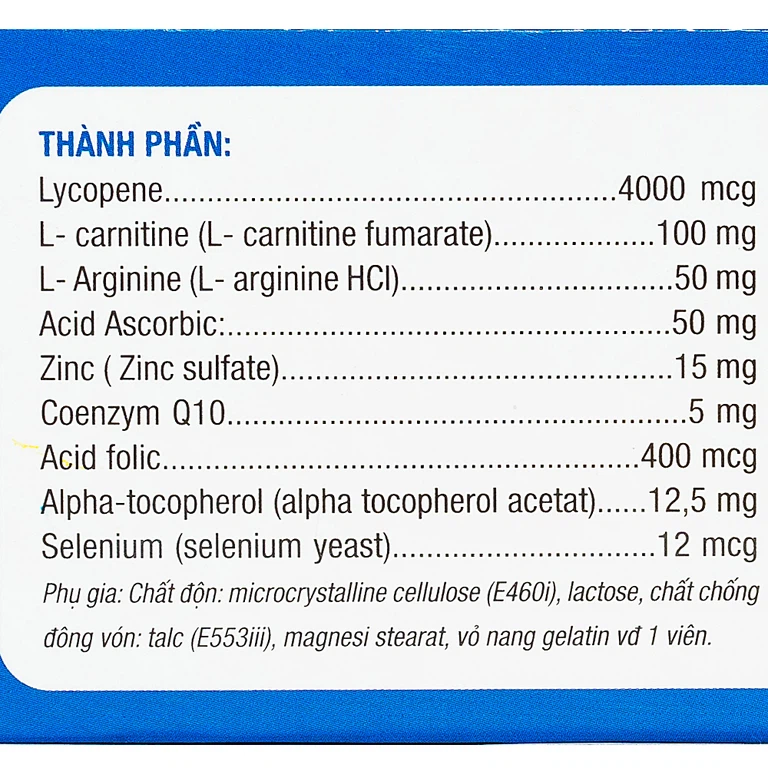 THÀNH PHẦN:
Lycopene..........................................................4000 mcg
L- carnitine (L- carnitine fumarate)....................100 mg
L- Arginine (L- arginine HCl)..................................50 mg
Acid Ascorbic:........................................................50 mg
Zinc ( Zinc sulfate)..................................................15 mg
Coenzym Q10..........................................................5 mg
Acid folic............................................................400 mcg
Alpha-tocopherol (alpha tocopherol acetat)......12,5 mg
Selenium (selenium yeast).................................12 mcg
Phụ gia: Chất độn: microcrystalline cellulose (E460i), lactose, chất chống
đông vón: talc (E553iii), magnesi stearat, vỏ nang gelatin vđ 1 viên.